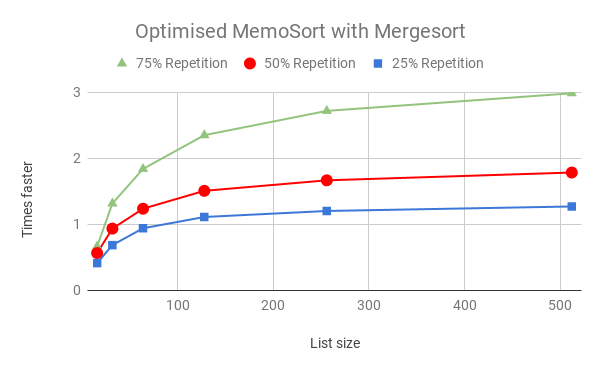 Optimised MemoSort with Mergesort
75% Repetition 50% Repetition 25% Repetition
3
2
1
0
Times faster
100 200 300 400 500
List size